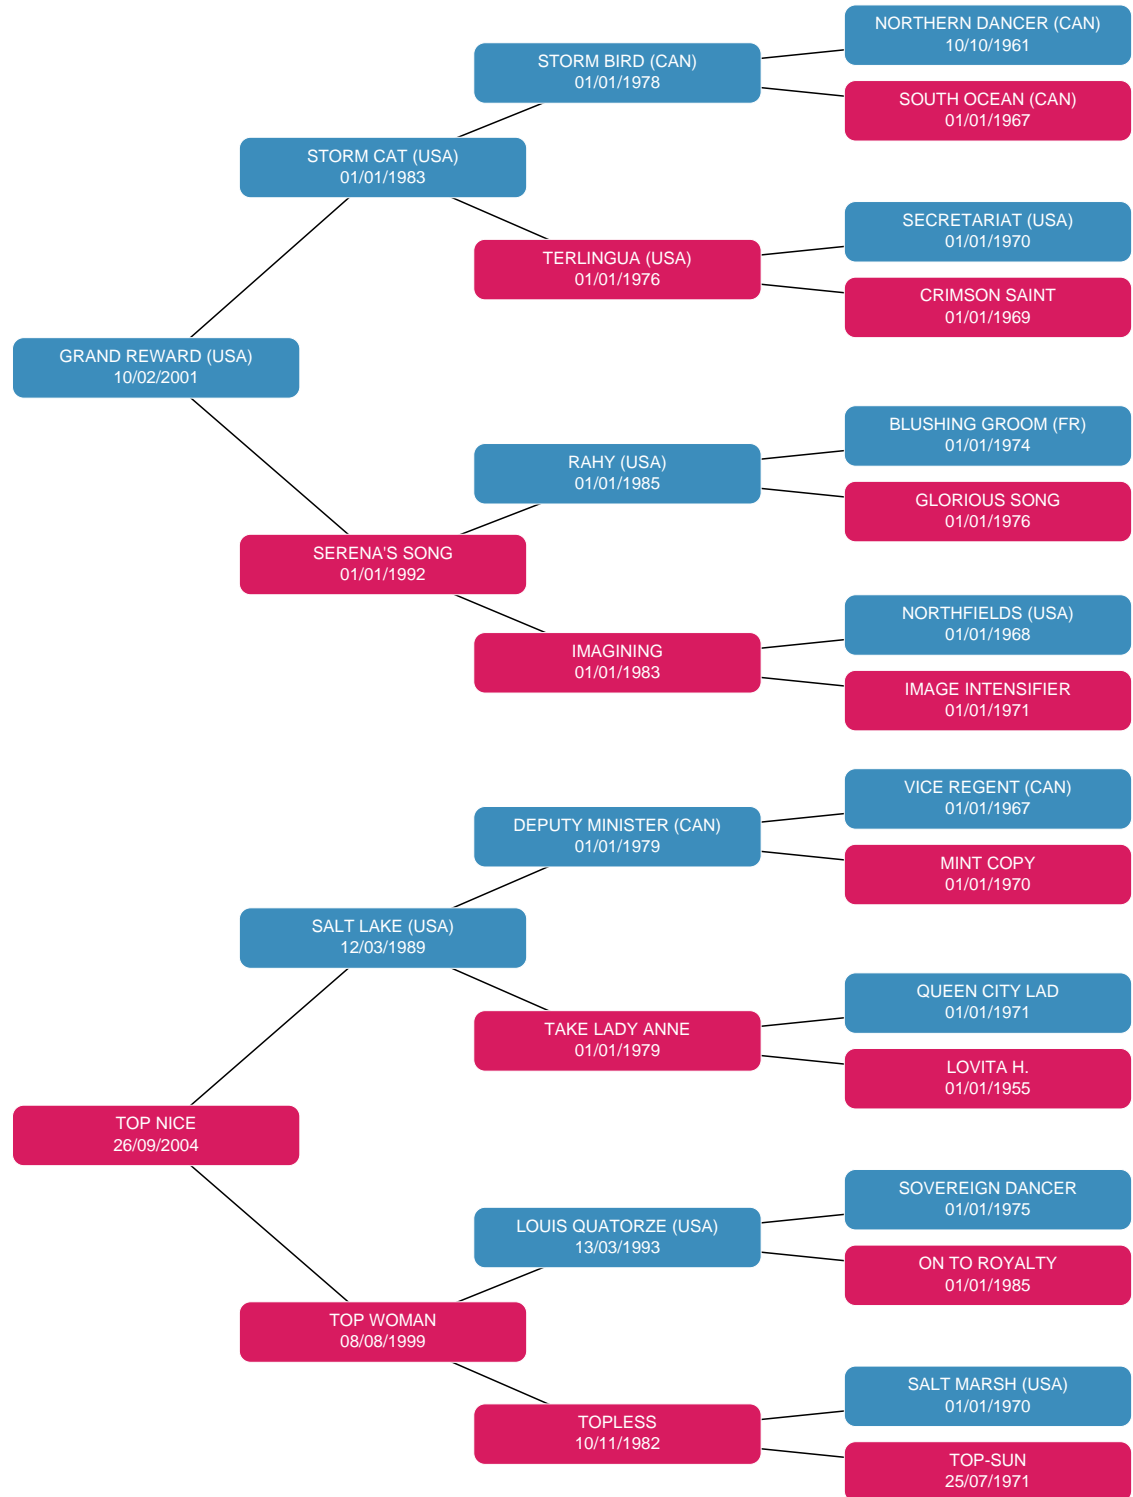 NORTHERN DANCER (CAN)
10/10/1961
STORM BIRD (CAN)
01/01/1978
SOUTH OCEAN (CAN)
01/01/1967
STORM CAT (USA)
01/01/1983
SECRETARIAT (USA)
01/01/1970
TERLINGUA (USA)
01/01/1976
CRIMSON SAINT
01/01/1969
GRAND REWARD (USA)
10/02/2001
BLUSHING GROOM (FR)
01/01/1974
RAHY (USA)
01/01/1985
GLORIOUS SONG
01/01/1976
SERENA'S SONG
01/01/1992
NORTHFIELDS (USA)
01/01/1968
IMAGINING
01/01/1983
IMAGE INTENSIFIER
01/01/1971
VICE REGENT (CAN)
01/01/1967
DEPUTY MINISTER (CAN)
01/01/1979
MINT COPY
01/01/1970
SALT LAKE (USA)
12/03/1989
QUEEN CITY LAD
01/01/1971
TAKE LADY ANNE
01/01/1979
LOVITA H.
01/01/1955
TOP NICE
26/09/2004
SOVEREIGN DANCER
01/01/1975
LOUIS QUATORZE (USA)
13/03/1993
ON TO ROYALTY
01/01/1985
TOP WOMAN
08/08/1999
SALT MARSH (USA)
01/01/1970
TOPLESS
10/11/1982
TOP-SUN
25/07/1971